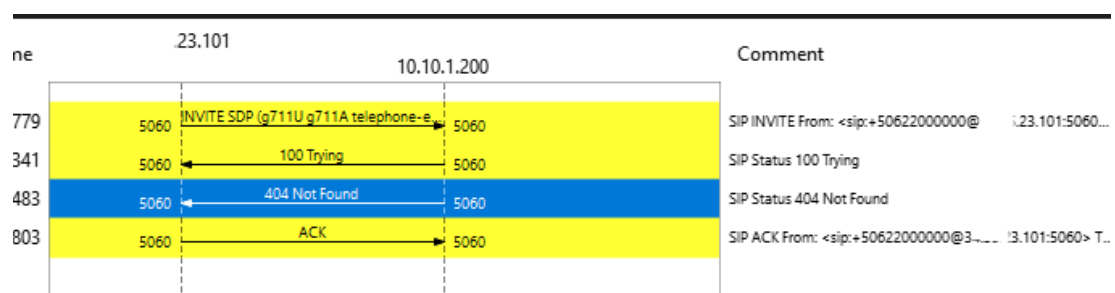 ne .23.101 10.10.1.200 Comment
779 5060 INVITE SDP (g711U g711A telephone-e... 5060 SIP INVITE From: <sip:+50622000000@ .23.101:5060...
341 5060 100 Trying 5060 SIP Status 100 Trying
483 5060 404 Not Found 5060 SIP Status 404 Not Found
803 5060 ACK 5060 SIP ACK From: <sip:+50622000000@3 3.101:5060> T...